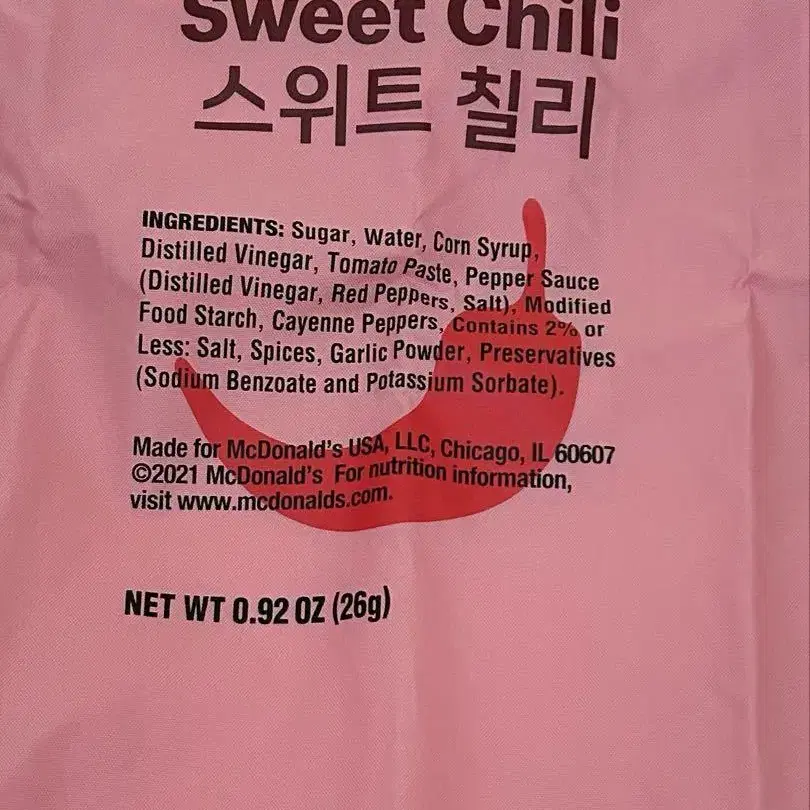 Sweet Chili
스위트 칠리
INGREDIENTS: Sugar, Water, Corn Syrup,
Distilled Vinegar, Tomato Paste, Pepper Sauce
(Distilled Vinegar, Red Peppers, Salt), Modified
Food Starch, Cayenne Peppers, Contains 2% or
Less: Salt, Spices, Garlic Powder, Preservatives
(Sodium Benzoate and Potassium Sorbate).
Made for McDonald's USA, LLC, Chicago, IL 60607
©2021 McDonald's For nutrition information,
visit www.mcdonalds.com.
NET WT 0.92 OZ (26g)